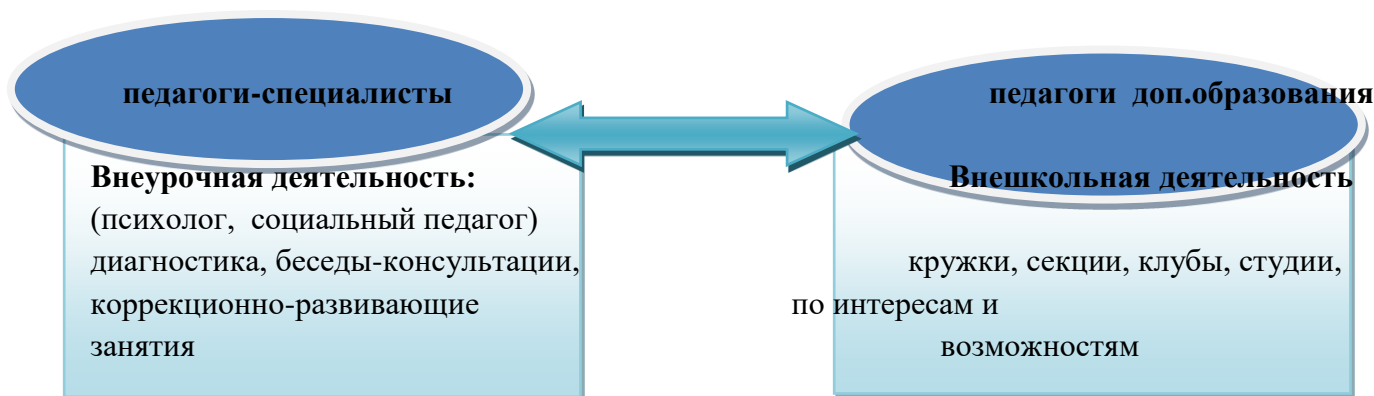 педагоги-специалисты
Внеурочная деятельность:
(психолог, социальный педагог)
диагностика, беседы-консультации,
коррекционно-развивающие
занятия
педагоги доп.образования
Внешкольная деятельность
кружки, секции, клубы, студии,
по интересам и
возможностям